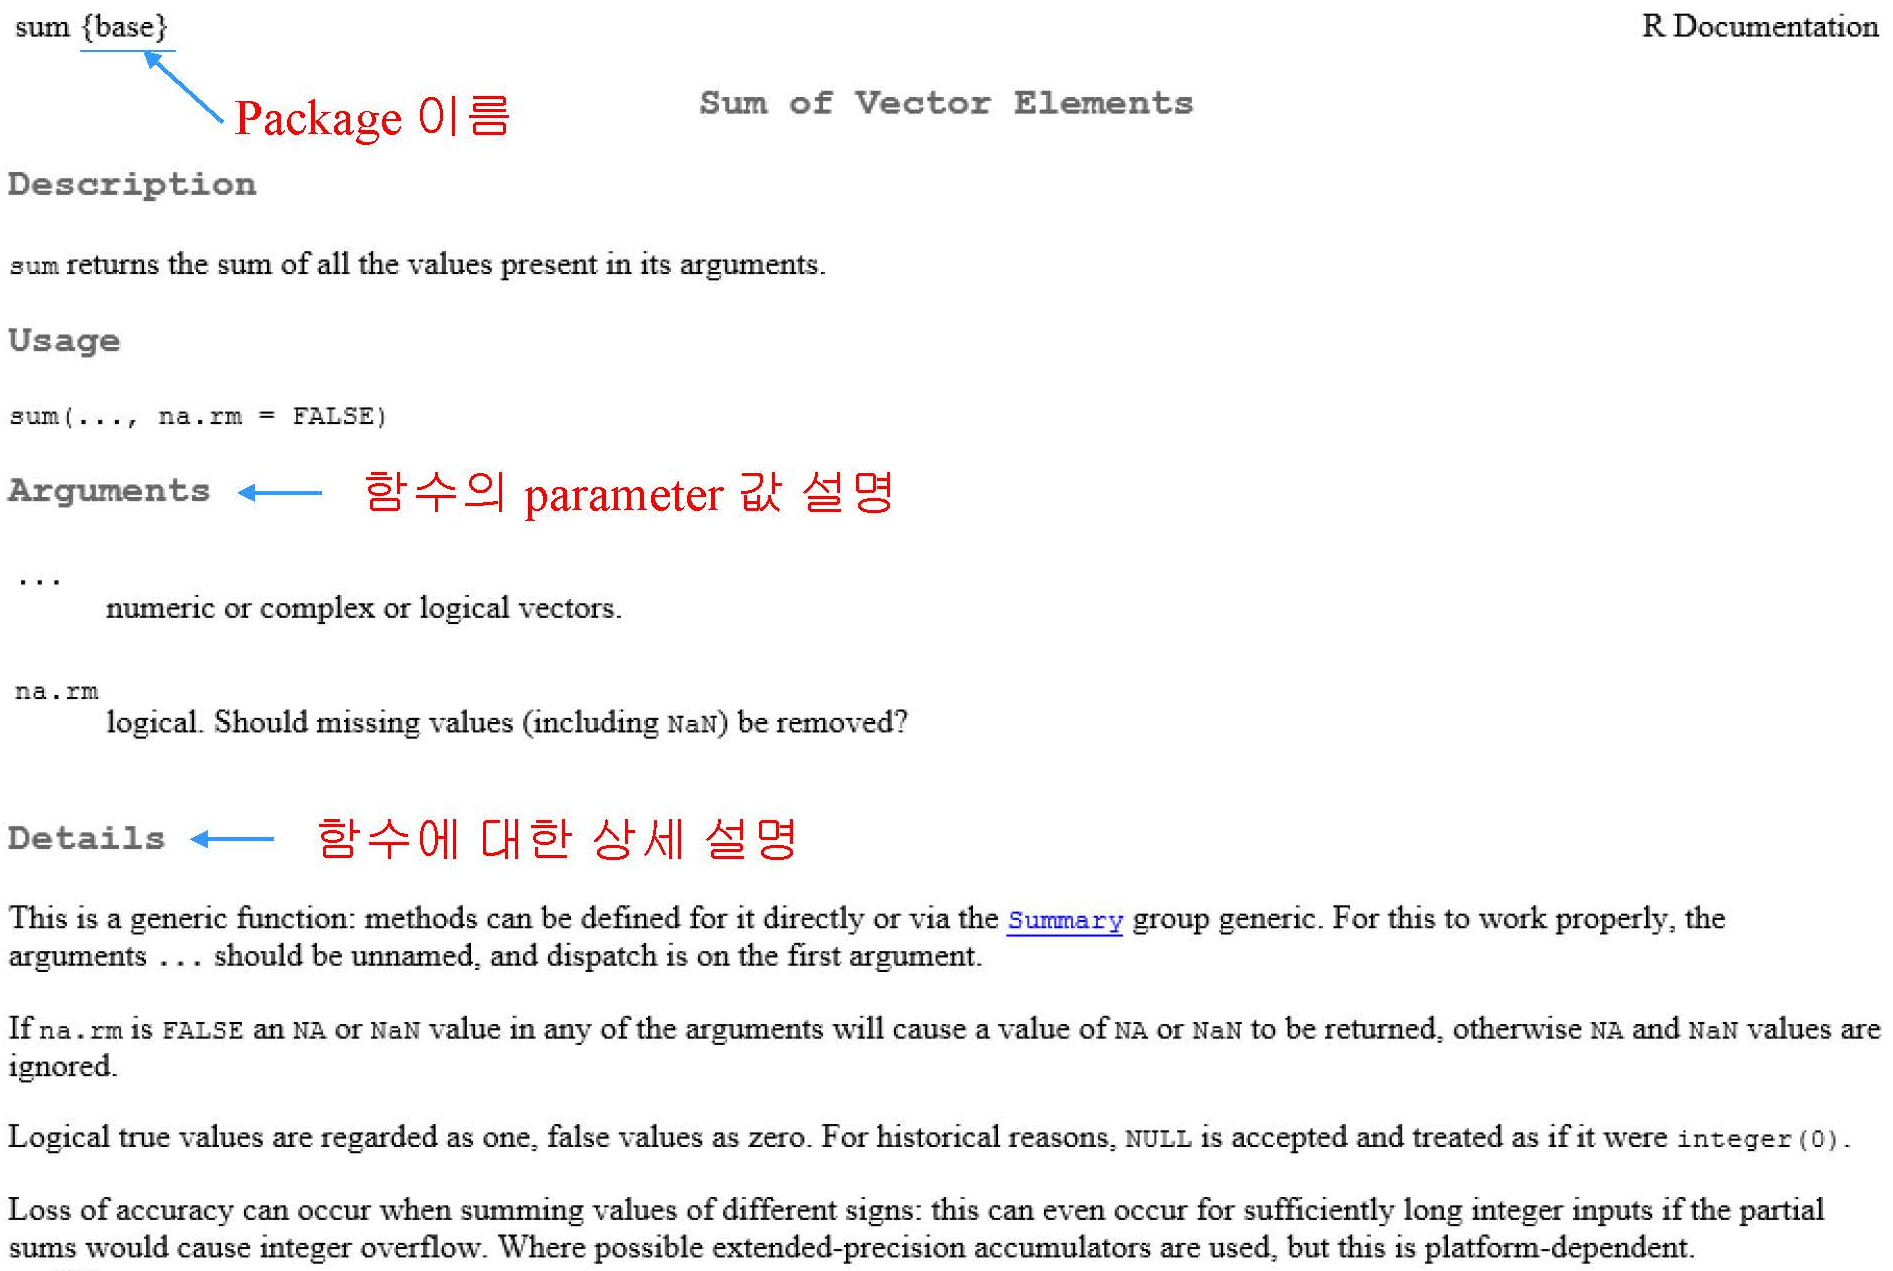 sum {base}
R Documentation
Package 이름
Sum of Vector Elements
Description
sum returns the sum of all the values present in its arguments.
Usage
sum(..., na.rm = FALSE)
Arguments
함수의 parameter 값 설명
...
numeric or complex or logical vectors.
na.rm
logical. Should missing values (including NaN) be removed?
Details
함수에 대한 상세 설명
This is a generic function: methods can be defined for it directly or via the Summary group generic. For this to work properly, the
arguments ... should be unnamed, and dispatch is on the first argument.
If na.rm is FALSE an NA or NaN value in any of the arguments will cause a value of NA or NaN to be returned, otherwise NA and NaN values are
ignored.
Logical true values are regarded as one, false values as zero. For historical reasons, NULL is accepted and treated as if it were integer(0).
Loss of accuracy can occur when summing values of different signs: this can even occur for sufficiently long integer inputs if the partial
sums would cause integer overflow. Where possible extended-precision accumulators are used, but this is platform-dependent.